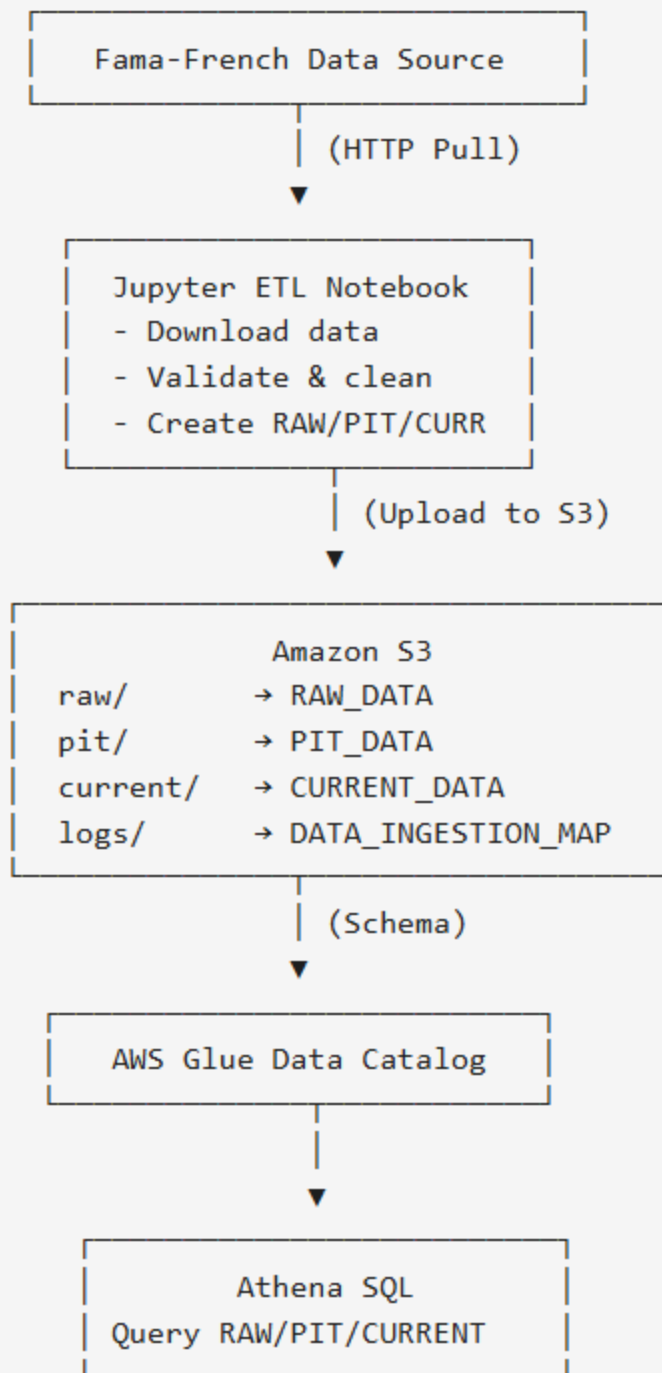 Fama-French Data Source
(HTTP Pull)
Jupyter ETL Notebook
- Download data
- Validate & clean
- Create RAW/PIT/CURR
(Upload to S3)
Amazon S3
raw/ → RAW_DATA
pit/ → PIT_DATA
current/ → CURRENT_DATA
logs/ → DATA_INGESTION_MAP
(Schema)
AWS Glue Data Catalog
Athena SQL
Query RAW/PIT/CURRENT